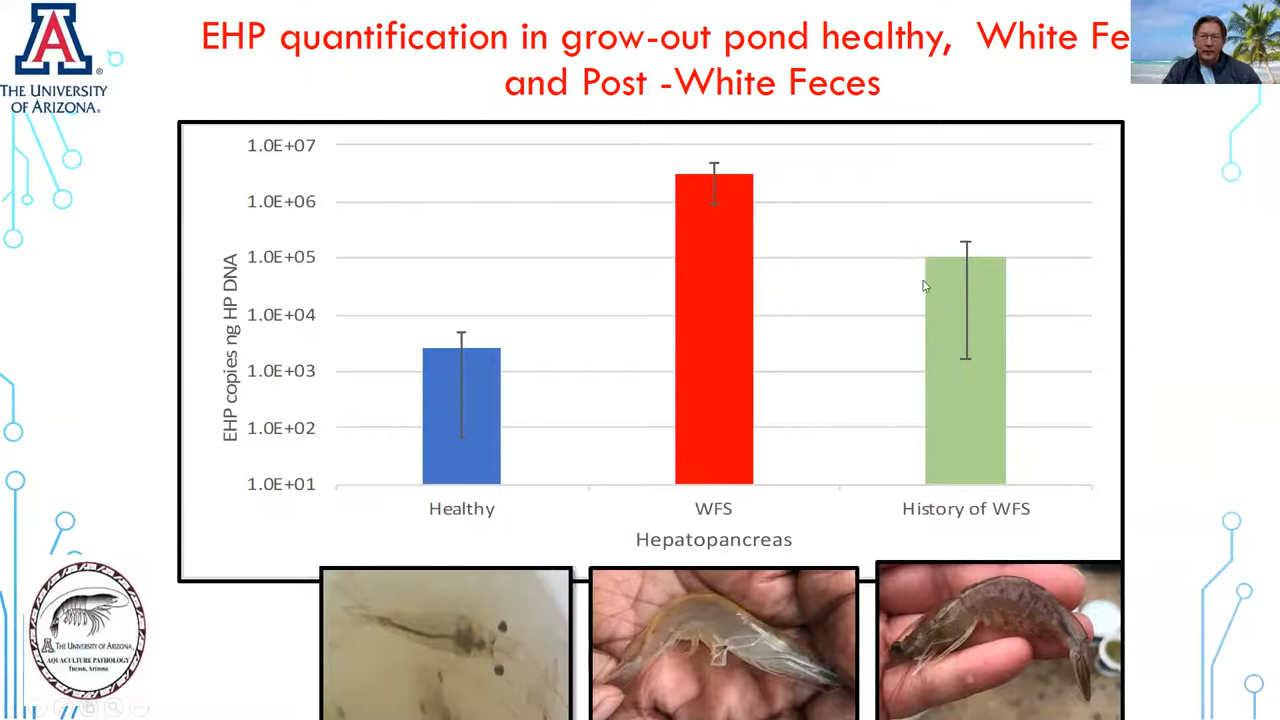 EHP quantification in grow-out pond healthy, White Fe
and Post -White Feces
A
®
THE UNIVERSITY
OF ARIZONA®
1.0E+07
1.0E+06
1.0E+05
1.0E+04
1.0E+03
1.0E+02
1.0E+01
EHP copies ng HP DNA
Healthy
WFS
History of WFS
Hepatopancreas
A THE UNIVERSITY
OF ARIZONA
AQUACULTURE PATHOLOGY
Tucson, Arizona